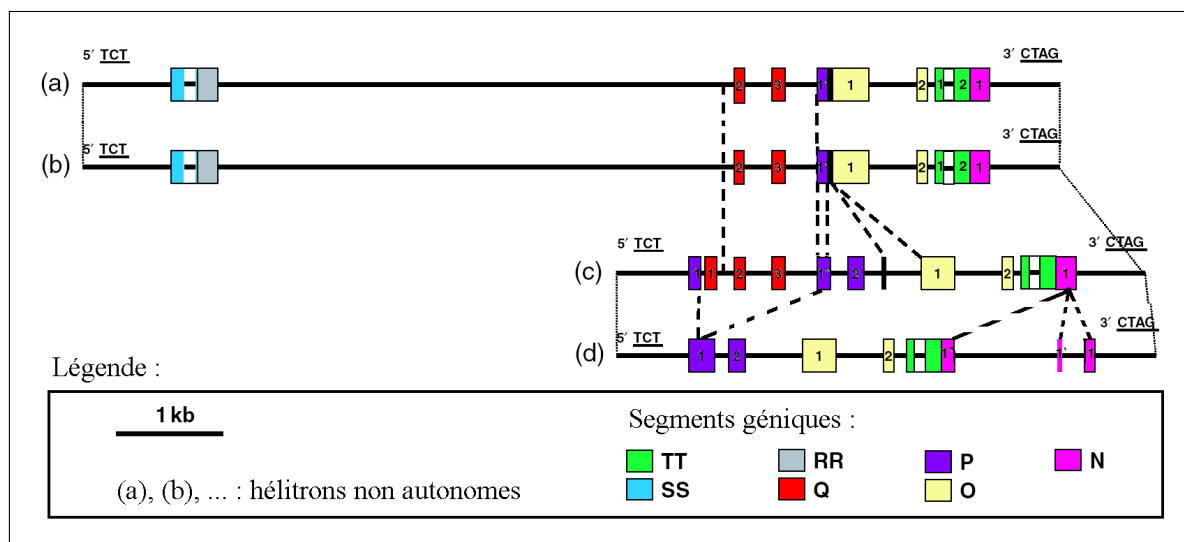 5′ TCT 3′ CTAG
(a) 2 3 1 1 2 1 2 1
5′ TCT 3′ CTAG
(b) 2 3 1 1 2 1 2 1
5′ TCT 3′ CTAG
(c) 1 1 2 3 1 2 1 2 1
5′ TCT 3′ CTAG
(d) 1 2 1 2 1 1' 1
Légende :
1 kb
Segments géniques :
TT RR P N
SS Q O
(a), (b), ... : hélitrons non autonomes